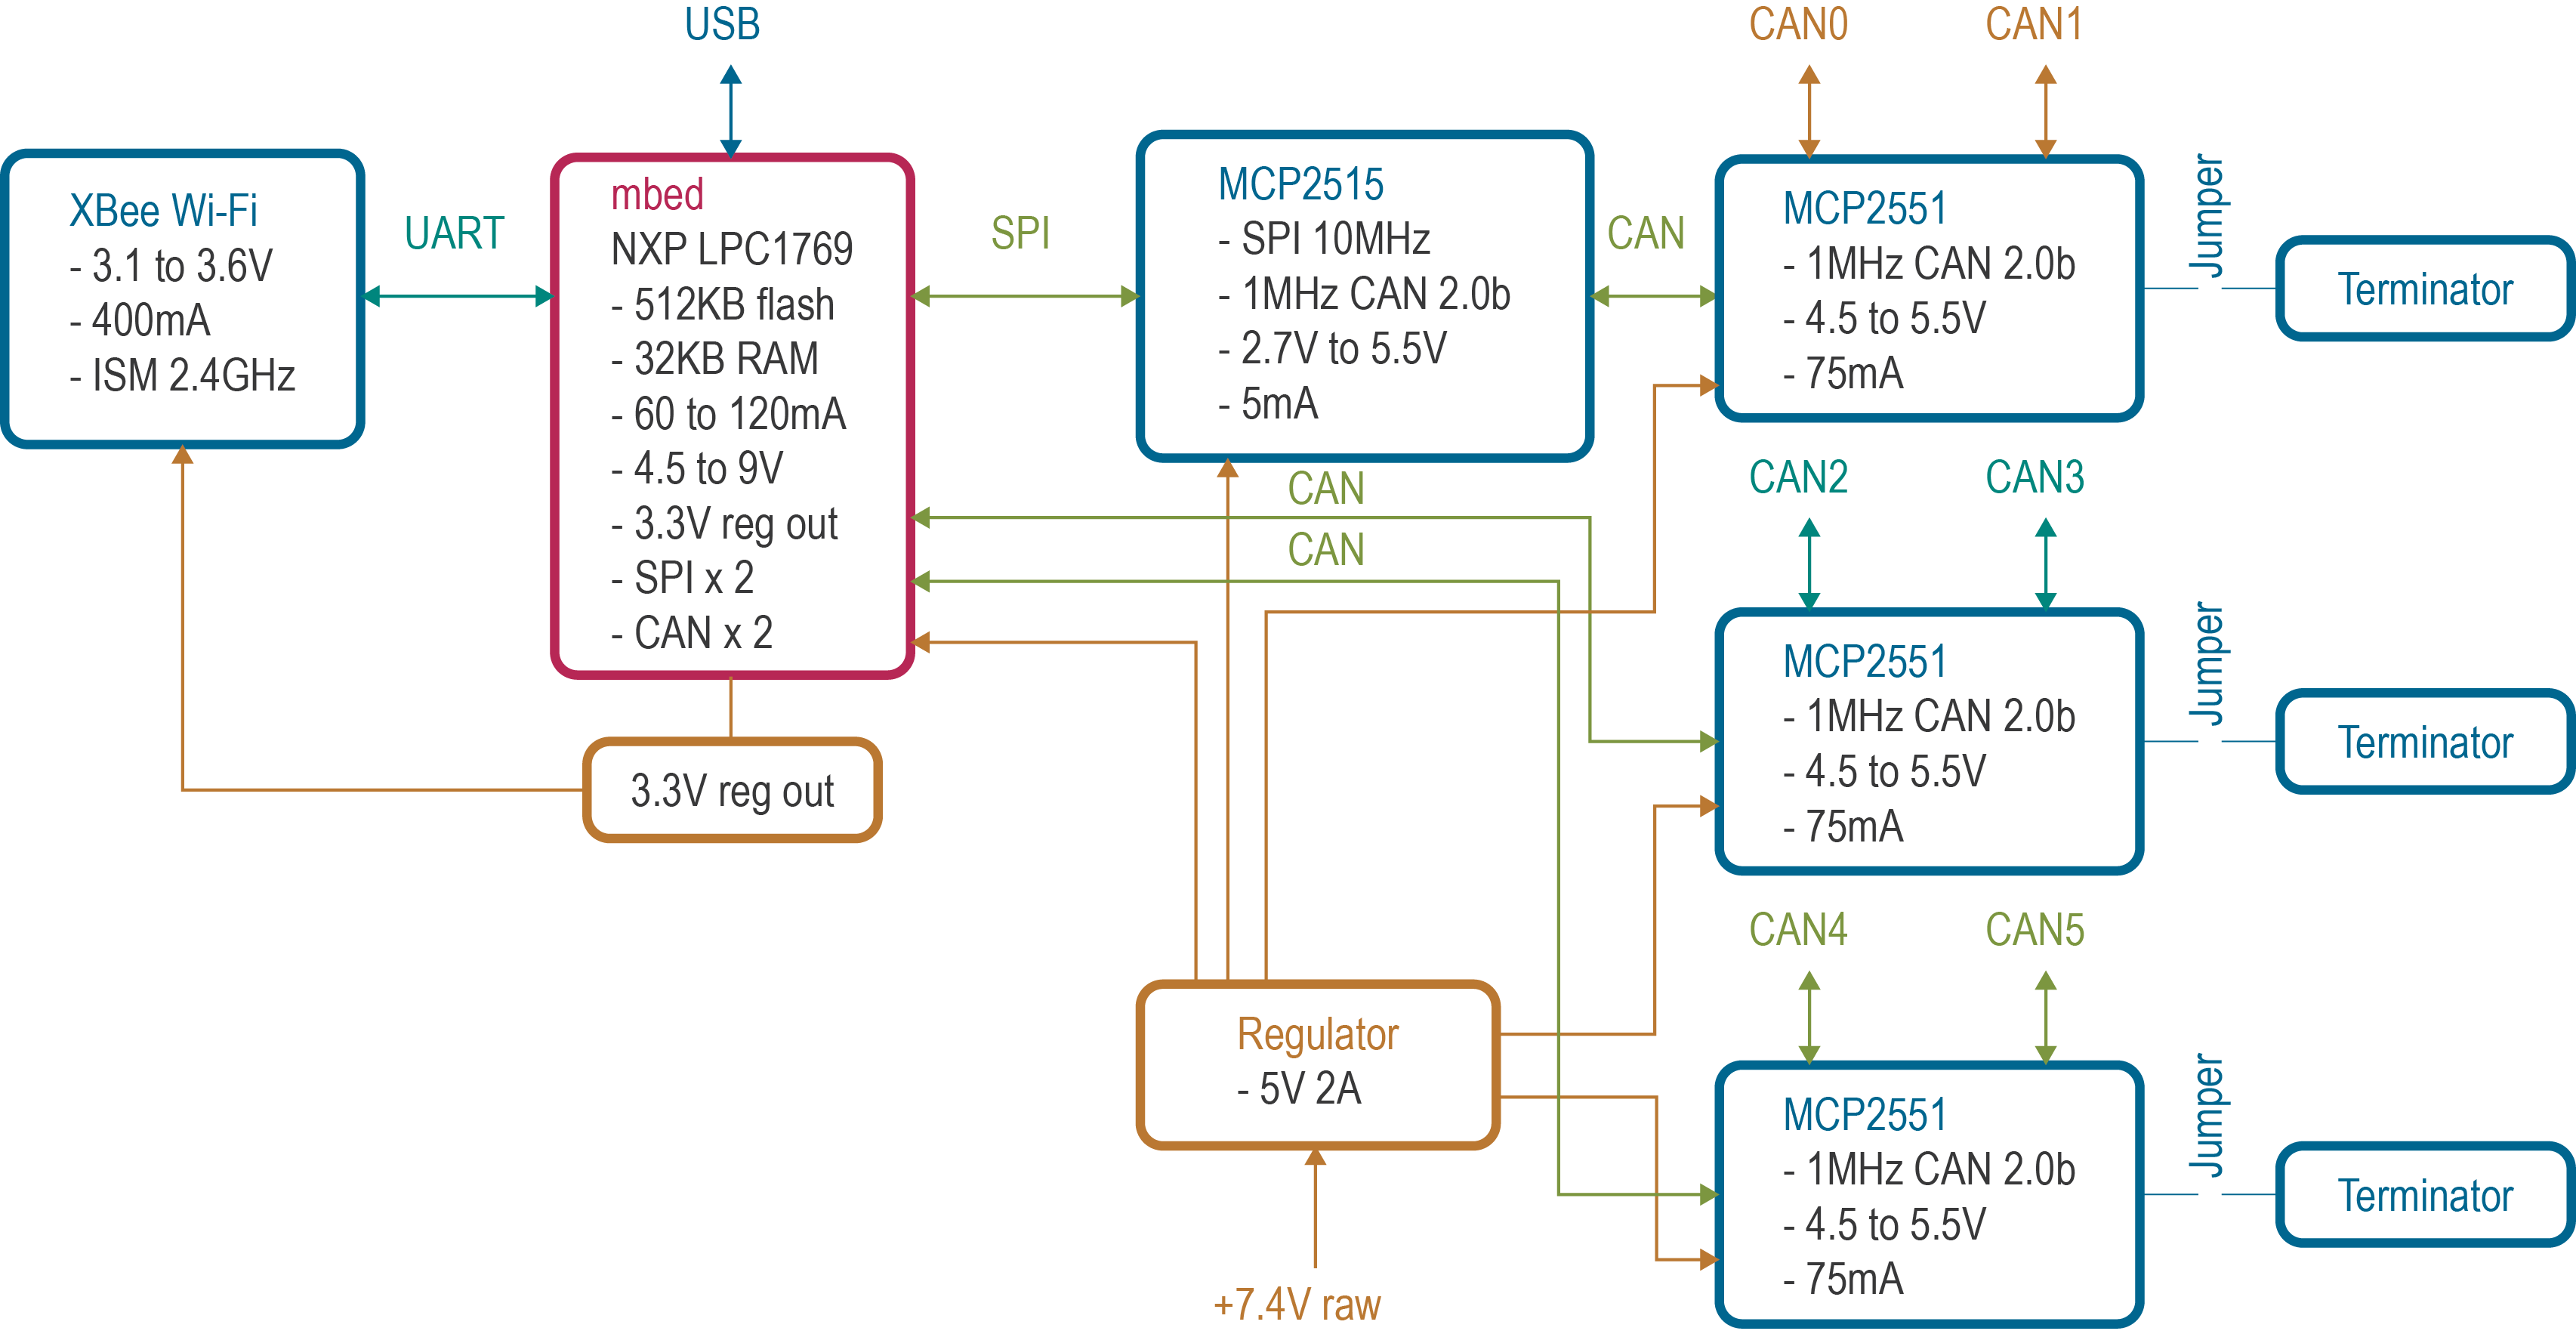 USB
CAN0
CAN1
XBee Wi-Fi
- 3.1 to 3.6V
- 400mA
- ISM 2.4GHz
UART
mbed
NXP LPC1769
- 512KB flash
- 32KB RAM
- 60 to 120mA
- 4.5 to 9V
- 3.3V reg out
- SPI x 2
- CAN x 2
SPI
MCP2515
- SPI 10MHz
- 1MHz CAN 2.0b
- 2.7V to 5.5V
- 5mA
CAN
MCP2551
- 1MHz CAN 2.0b
- 4.5 to 5.5V
- 75mA
Jumper
Terminator
CAN
CAN
CAN2
CAN3
MCP2551
- 1MHz CAN 2.0b
- 4.5 to 5.5V
- 75mA
Jumper
Terminator
3.3V reg out
CAN4
CAN5
Regulator
- 5V 2A
MCP2551
- 1MHz CAN 2.0b
- 4.5 to 5.5V
- 75mA
Jumper
Terminator
+7.4V raw